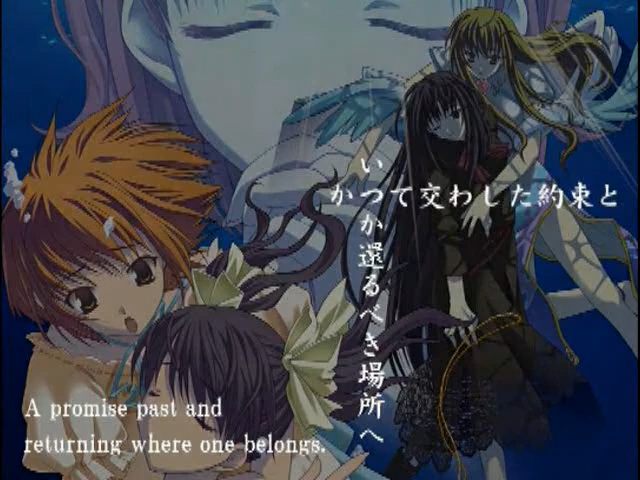 かつて交わした約束と
いつか還るべき場所へ
A promise past and
returning where one belongs.